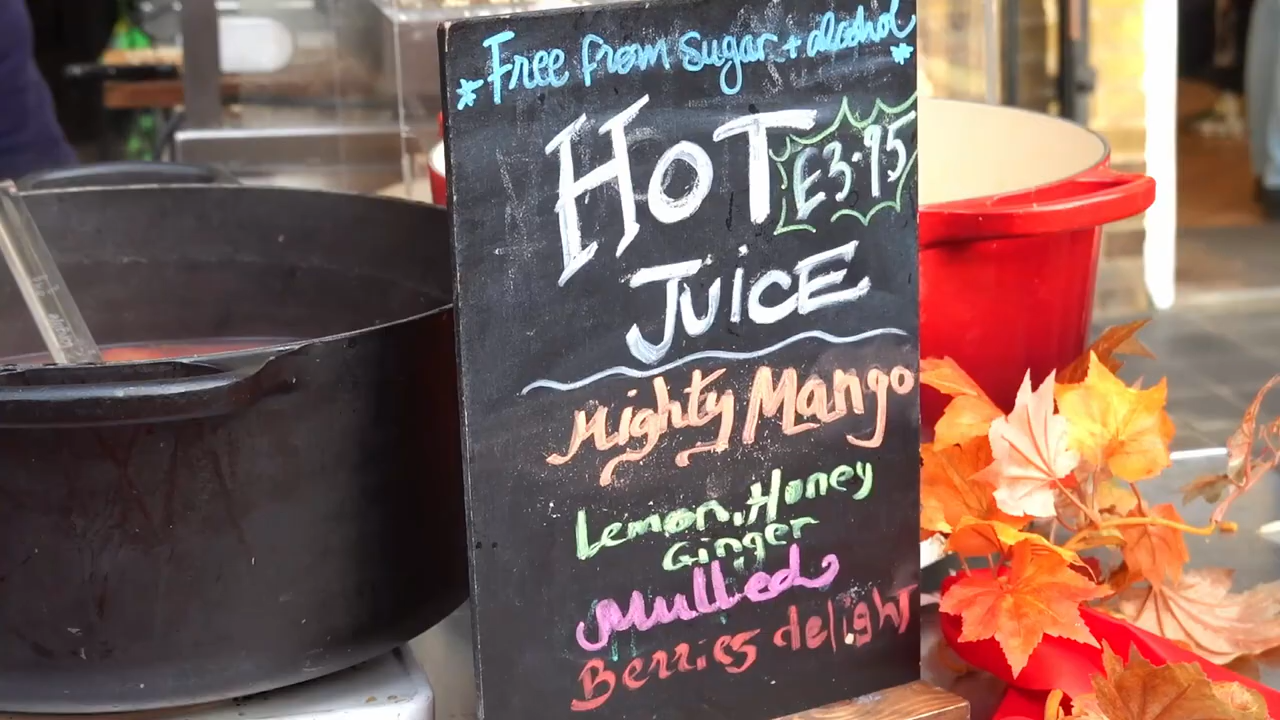 *Free from sugar + alcohol*
HOT £3.95
JUICE
Mighty Mango
Lemon, Honey
Ginger
Mulled
Berries delight